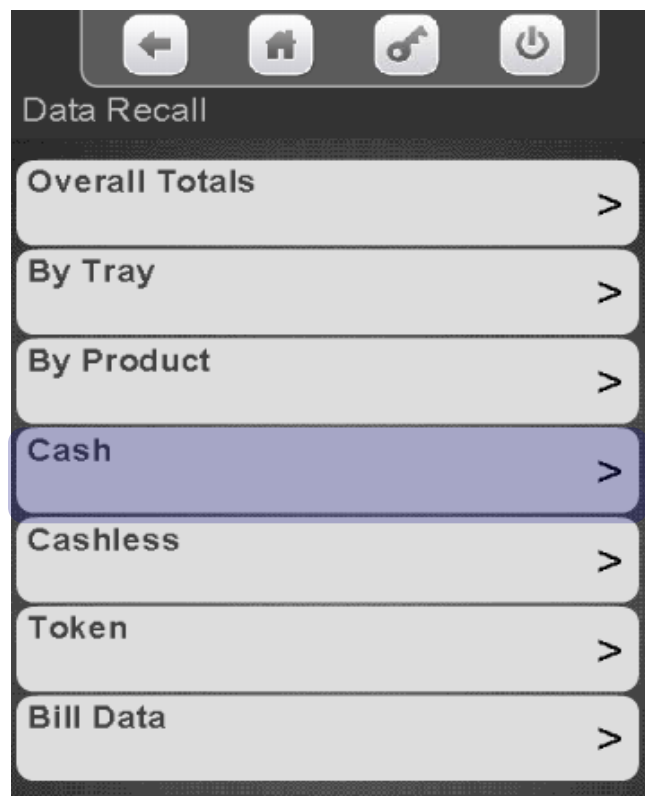 Data Recall
Overall Totals
>
By Tray
>
By Product
>
Cash
>
Cashless
>
Token
>
Bill Data
>